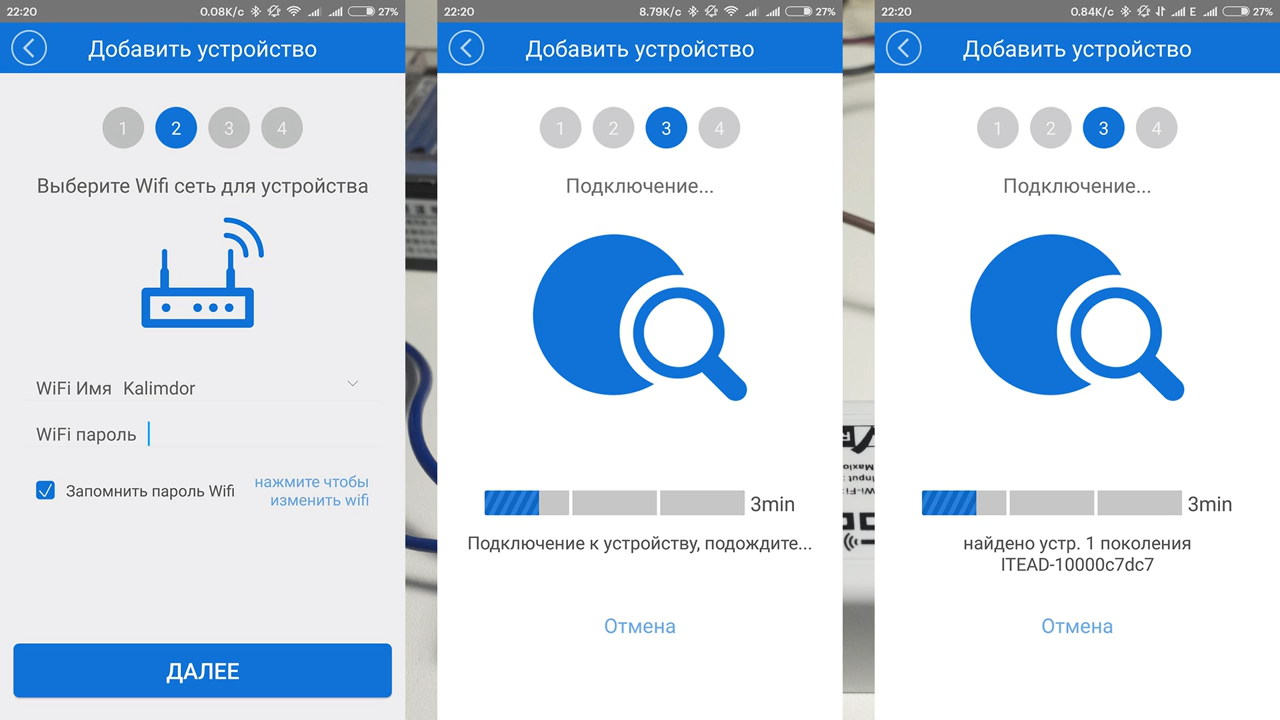 22:20
0.08K/c
27%
Добавить устройство
1 2 3 4
Выберите Wifi сеть для устройства
WiFi Имя Kalimdor
WiFi пароль
Запомнить пароль Wifi
нажмите чтобы
изменить wifi
ДАЛЕЕ
22:20
8.79K/c
27%
Добавить устройство
1 2 3 4
Подключение...
3min
Подключение к устройству, подождите...
Отмена
22:20
0.84K/c
E
27%
Добавить устройство
1 2 3 4
Подключение...
3min
найдено устр. 1 поколения
ITEAD-10000c7dc7
Отмена